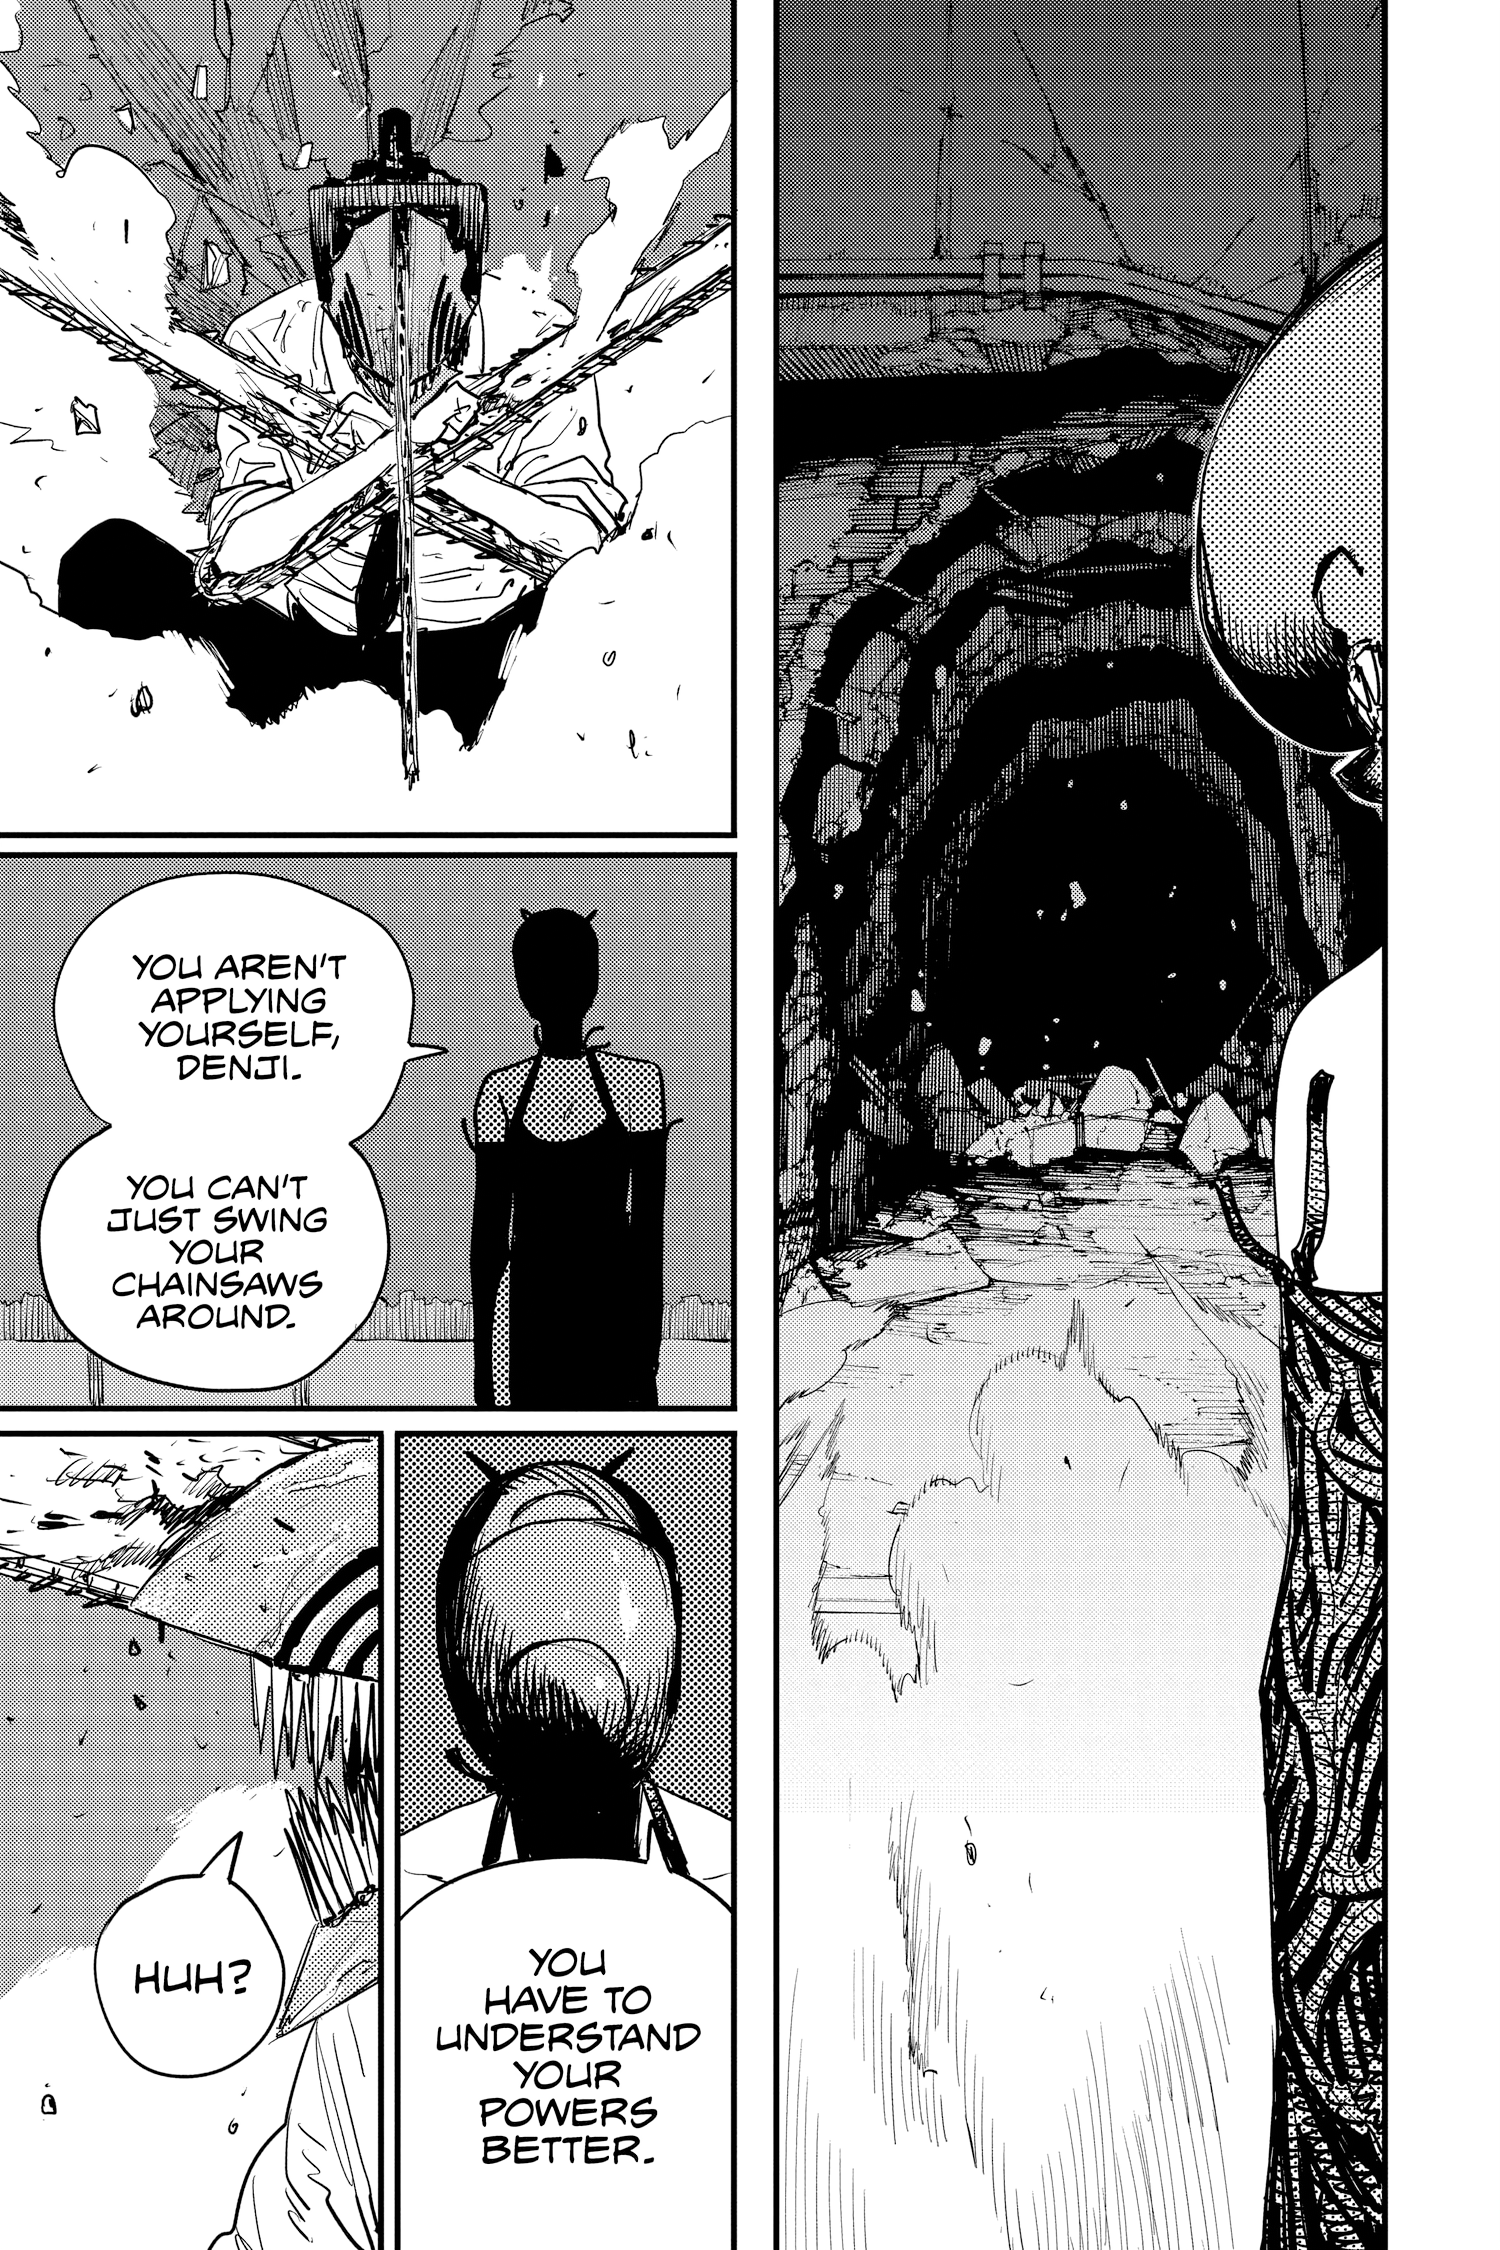 YOU AREN'T
APPLYING
YOURSELF,
DENJI.
YOU CAN'T
JUST SWING
YOUR
CHAINSAWS
AROUND.
YOU
HAVE TO
UNDERSTAND
YOUR
POWERS
BETTER.
HUH?